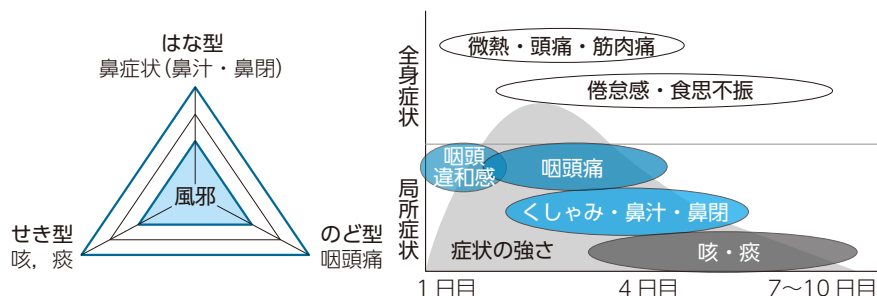 はな型
鼻症状(鼻汁・鼻閉)
風邪
せき型
咳，痰
のど型
咽頭痛
全身症状
微熱・頭痛・筋肉痛
倦怠感・食思不振
局所症状
咽頭
違和感
咽頭痛
くしゃみ・鼻汁・鼻閉
症状の強さ
咳・痰
1日目
4日目
7〜10日目